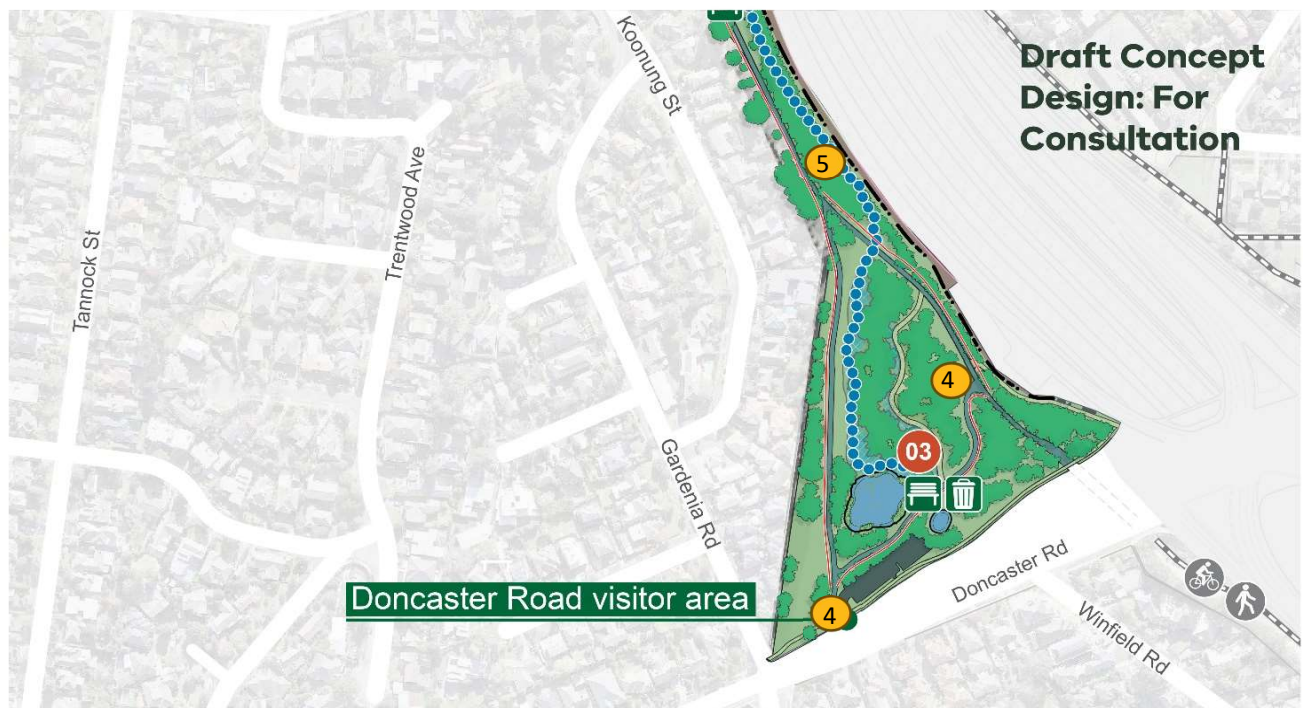 Draft Concept
Design: For
Consultation
Koonung St
5
Trentwood Ave
Tannock St
4
03
Gardenia Rd
Doncaster Rd
Doncaster Road visitor area
4
Winfield Rd